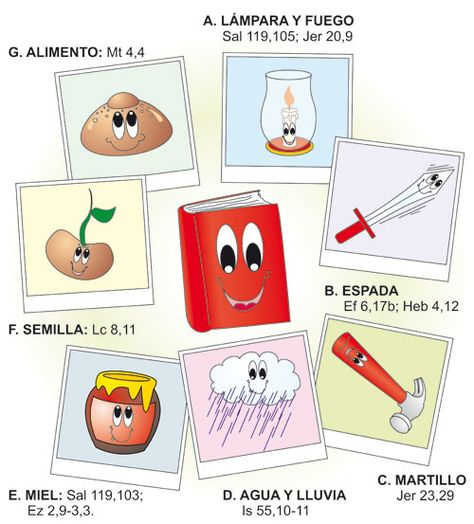 A. LÁMPARA Y FUEGO
Sal 119,105; Jer 20,9
G. ALIMENTO: Mt 4,4
B. ESPADA
Ef 6,17b; Heb 4,12
F. SEMILLA: Lc 8,11
C. MARTILLO
Jer 23,29
D. AGUA Y LLUVIA
Is 55,10-11
E. MIEL: Sal 119,103;
Ez 2,9-3,3.